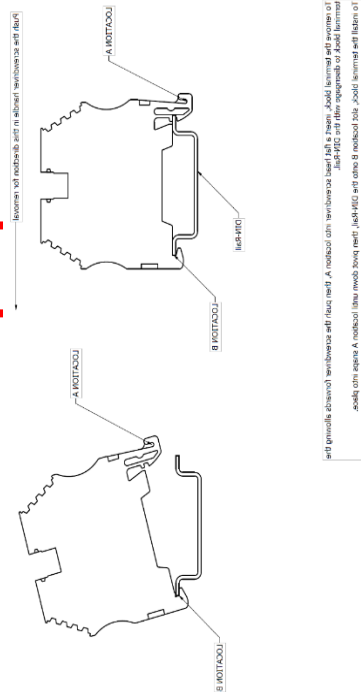 To install the terminal block, slot location B onto the DIN-Rail, then pivot down until location A snaps into place.
To remove the terminal block, insert a flat head screwdriver into location A, then push the screwdriver forwards allowing the
terminal block to disengage with the DIN-Rail.
DIN-Rail
LOCATION B
LOCATION A
Push the screwdriver handle in this direction for removal
LOCATION B
LOCATION A